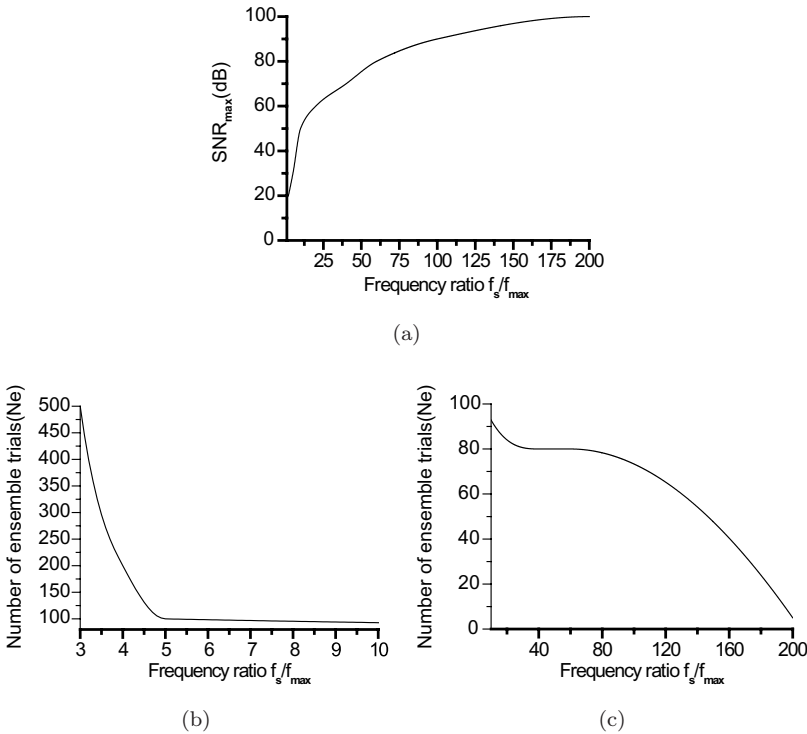 100
80
60
40
20
0
SNRmax(dB)
25 50 75 100 125 150 175 200
Frequency ratio fs/fmax
(a)
500
450
400
350
300
250
200
150
100
Number of ensemble trials(Ne)
3 4 5 6 7 8 9 10
Frequency ratio fs/fmax
(b)
100
80
60
40
20
0
Number of ensemble trials(Ne)
40 80 120 160 200
Frequency ratio fs/fmax
(c)